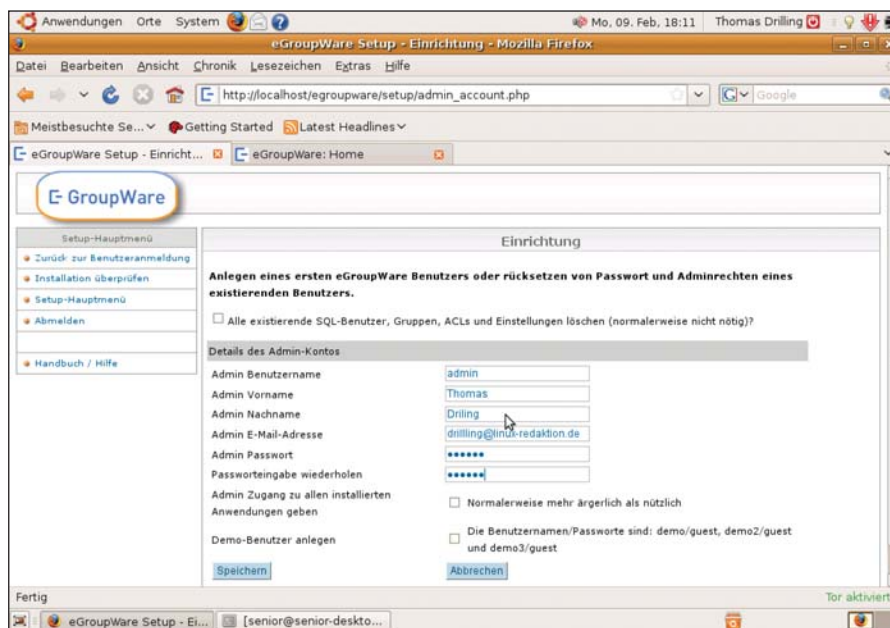 Anwendungen Orte System Mo, 09. Feb, 18:11 Thomas Drilling
eGroupWare Setup - Einrichtung - Mozilla Firefox
Datei Bearbeiten Ansicht Chronik Lesezeichen Extras Hilfe
http://localhost/egroupware/setup/admin_account.php Google
Meistbesuchte Se... Getting Started Latest Headlines
eGroupWare Setup - Einricht... eGroupWare: Home
GroupWare
Setup-Hauptmenü
Zurück zur Benutzeranmeldung
Installation überprüfen
Setup-Hauptmenü
Abmelden
Handbuch / Hilfe
Einrichtung
Anlegen eines ersten eGroupWare Benutzers oder rücksetzen von Passwort und Adminrechten eines
existierenden Benutzers.
Alle existierende SQL-Benutzer, Gruppen, ACLs und Einstellungen löschen (normalerweise nicht nötig)?
Details des Admin-Kontos
Admin Benutzername admin
Admin Vorname Thomas
Admin Nachname Driling
Admin E-Mail-Adresse drillling@linux-redaktion.de
Admin Passwort ••••••
Passworteingabe wiederholen ••••••
Admin Zugang zu allen installierten
Anwendungen geben
Normalerweise mehr ärgerlich als nützlich
Demo-Benutzer anlegen
Die Benutzernamen/Passworte sind: demo/guest, demo2/guest
und demo3/guest
Speichern Abbrechen
Fertig Tor aktiviert
eGroupWare Setup - Ei... [senior@senior-deskto...